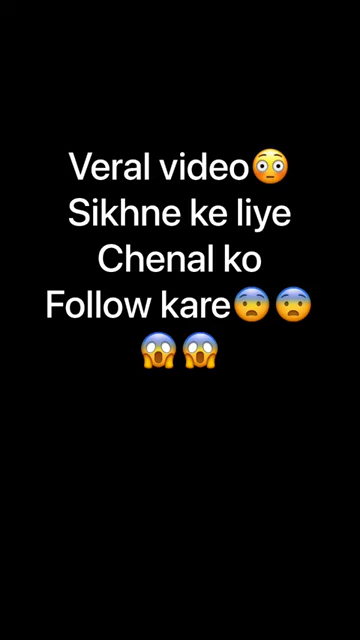 Veral video😳
Sikhne ke liye
Chenal ko
Follow kare😨😨
😱😱